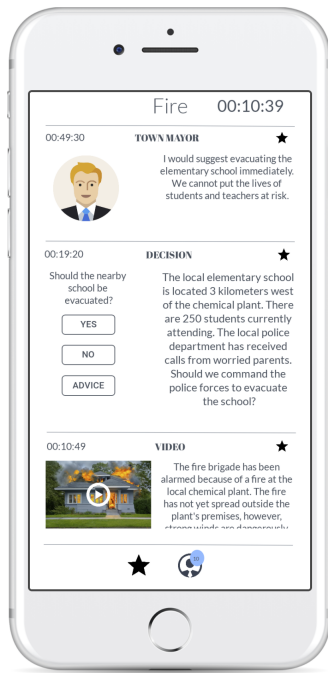 Fire 00:10:39
00:49:30 TOWN MAYOR
I would suggest evacuating the
elementary school immediately.
We cannot put the lives of
students and teachers at risk.
00:19:20 DECISION
Should the nearby
school be
evacuated?
YES
NO
ADVICE
The local elementary school
is located 3 kilometers west
of the chemical plant. There
are 250 students currently
attending. The local police
department has received
calls from worried parents.
Should we command the
police forces to evacuate
the school?
00:10:49 VIDEO
The fire brigade has been
alarmed because of a fire at the
local chemical plant. The fire
has not yet spread outside the
plant's premises, however,
strong winds are dangerously
10